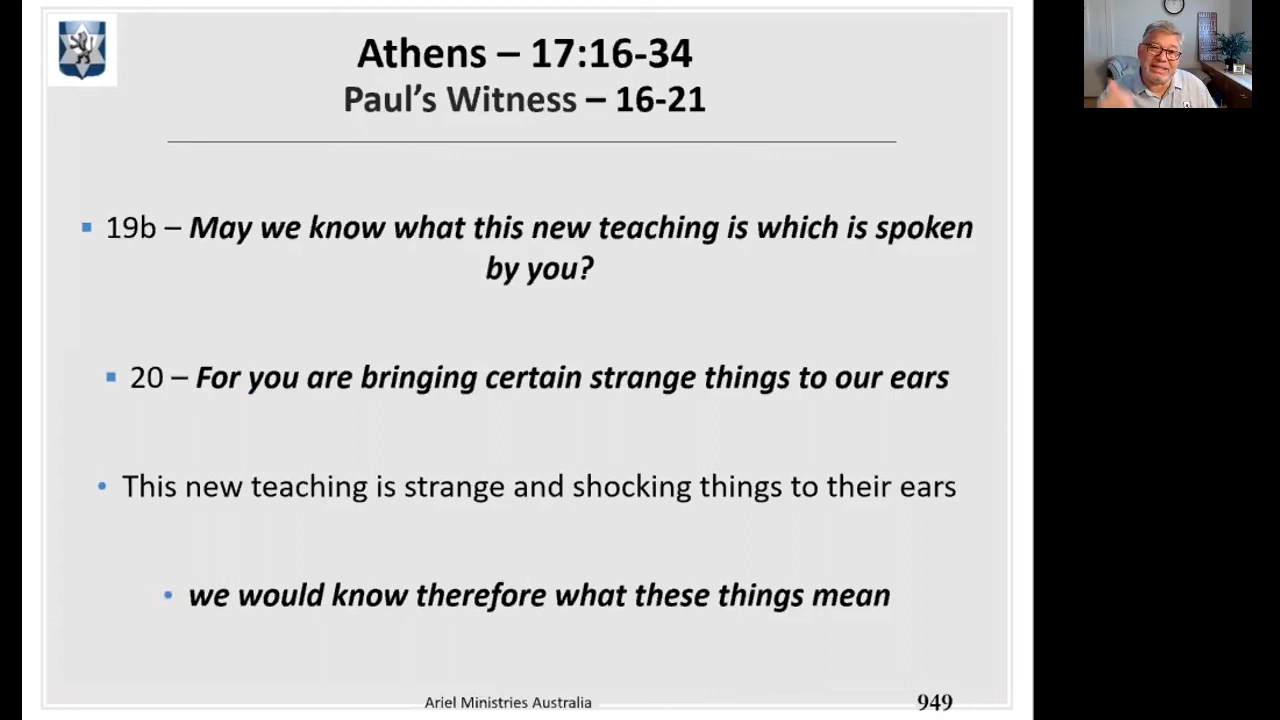 Athens – 17:16-34
Paul's Witness – 16-21
▪ 19b – May we know what this new teaching is which is spoken
by you?
▪ 20 – For you are bringing certain strange things to our ears
• This new teaching is strange and shocking things to their ears
• we would know therefore what these things mean
Ariel Ministries Australia
949